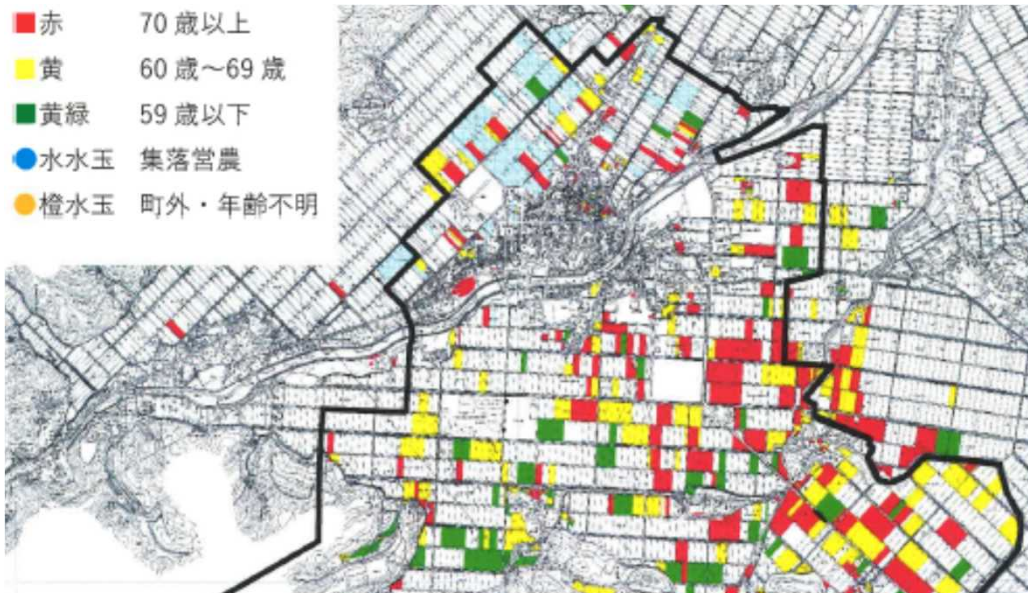 赤 70歳以上
黄 60歳～69歳
黄緑 59歳以下
水水玉 集落営農
橙水玉 町外・年齢不明